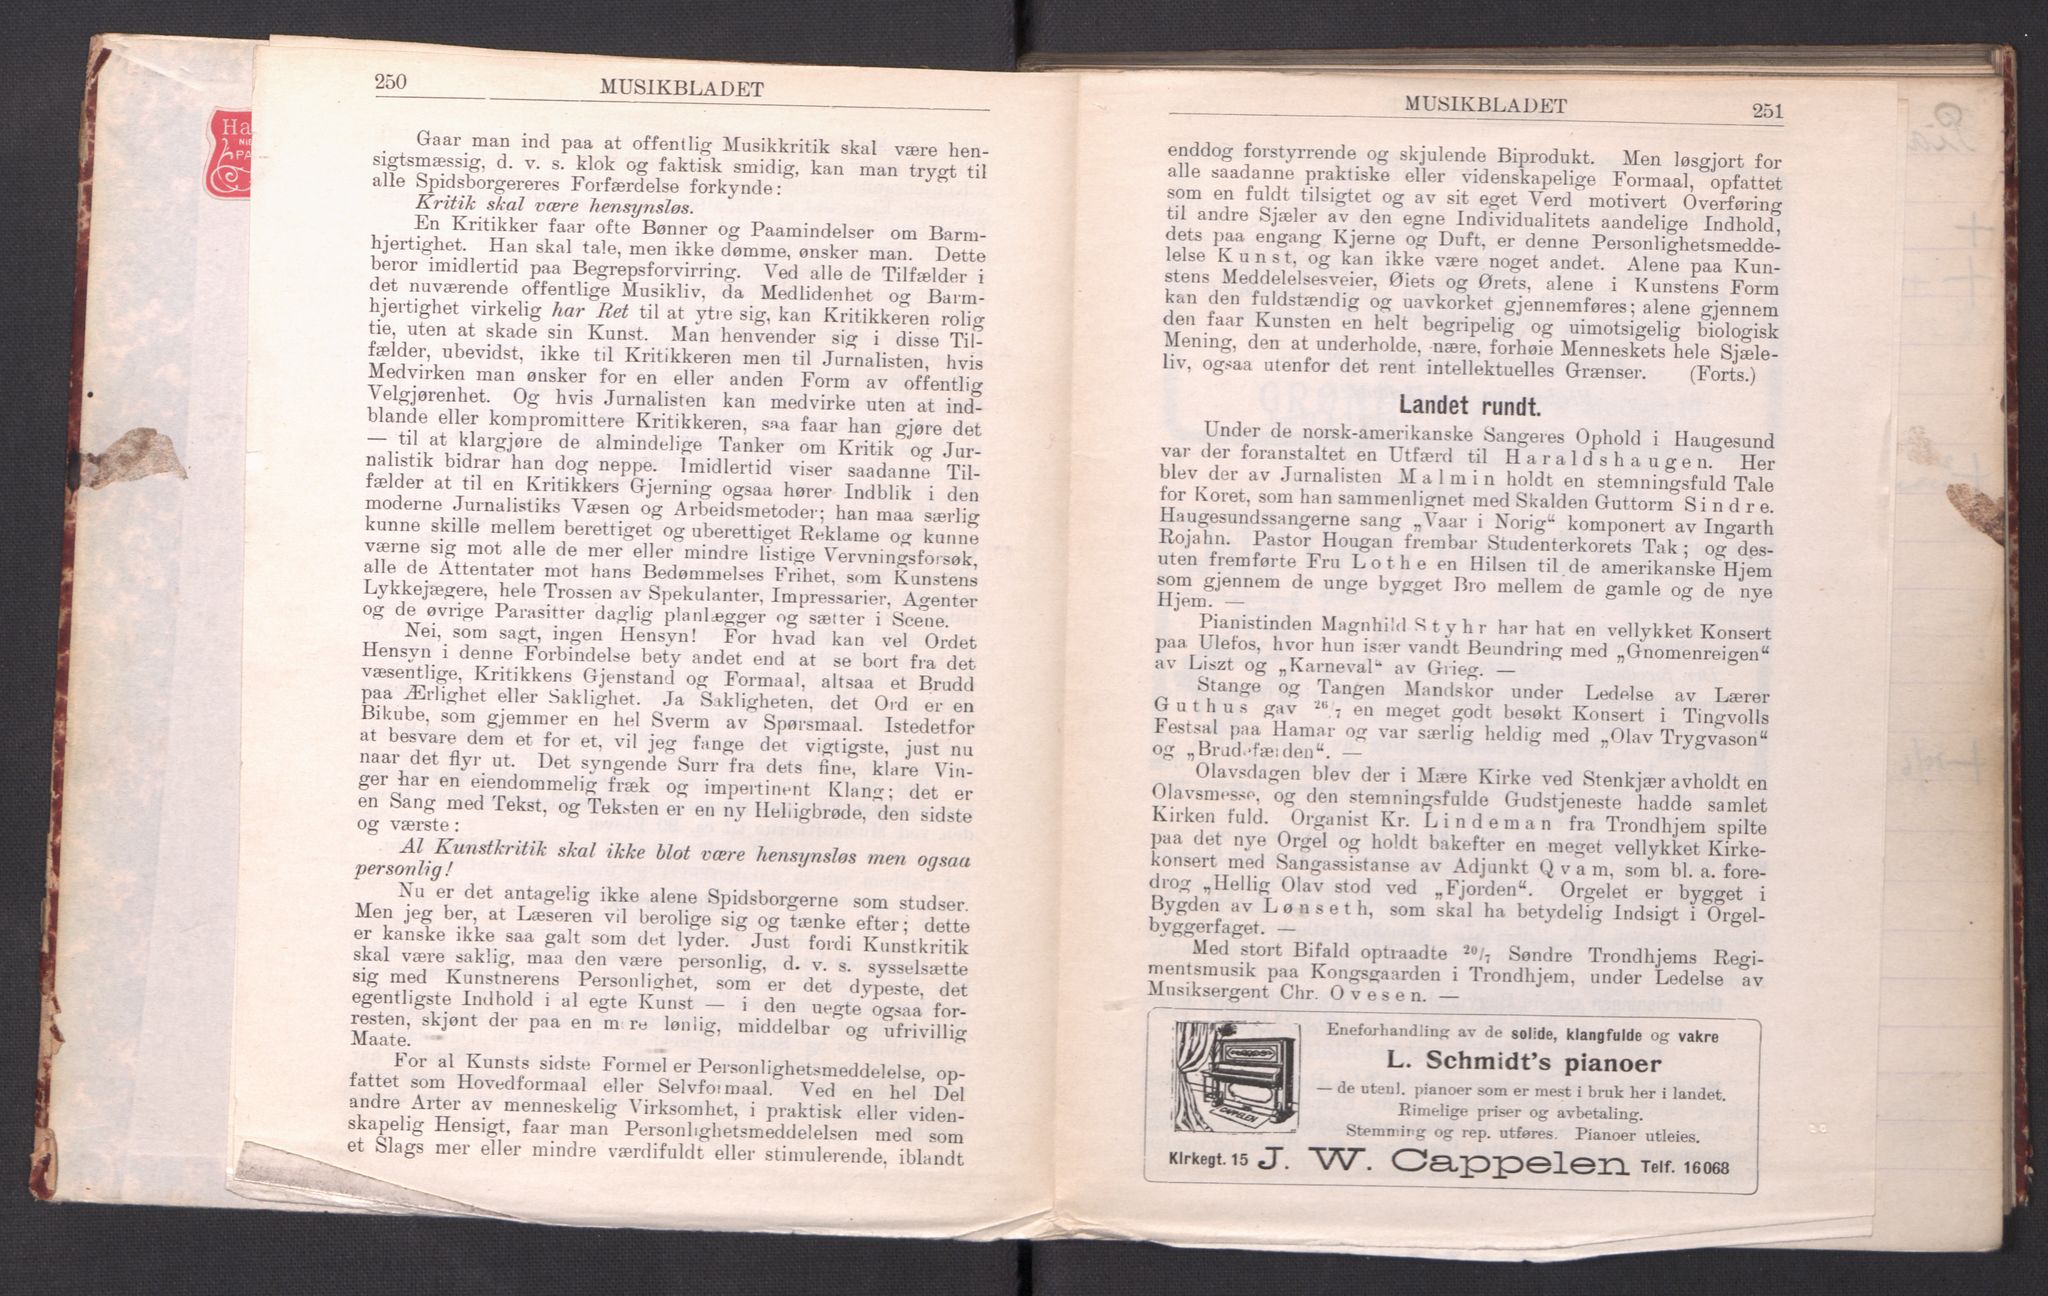 250
MUSIKBLADET
Gaar man ind paa at offentlig Musikkritik skal være hen-
sigtsmæssig, d. v. s. klok og faktisk smidig, kan man trygt til
alle Spidsborgereres Forfærdelse forkynde:
Kritik skal være hensynsløs.
En Kritikker faar ofte Bønner og Paamindelser om Barm-
hjertighet. Han skal tale, men ikke dømme, ønsker man. Dette
beror imidlertid paa Begrepsforvirring. Ved alle de Tilfælder i
det nuværende offentlige Musikliv, da Medlidenhet og Barm-
hjertighet virkelig har Ret til at ytre sig, kan Kritikkeren rolig
tie, uten at skade sin Kunst. Man henvender sig i disse Til-
fælder, ubevidst, ikke til Kritikkeren men til Jurnalisten, hvis
Medvirken man ønsker for en eller anden Form av offentlig
Velgjørenhet. Og hvis Jurnalisten kan medvirke uten at ind-
blande eller kompromittere Kritikkeren, saa faar han gjøre det
— til at klargjøre de almindelige Tanker om Kritik og Jur-
nalistik bidrar han dog neppe. Imidlertid viser saadanne Til-
fælder at til en Kritikkers Gjerning ogsaa hører Indblik i den
moderne Jurnalistiks Væsen og Arbeidsmetoder; han maa særlig
kunne skille mellem berettiget og uberettiget Reklame og kunne
værne sig mot alle de mer eller mindre listige Vervningsforsøk,
alle de Attentater mot hans Bedømmelses Frihet, som Kunstens
Lykkejægere, hele Trossen av Spekulanter, Impressarier, Agenter
og de øvrige Parasitter daglig planlægger og sætter i Scene.
Nei, som sagt, ingen Hensyn! For hvad kan vel Ordet
Hensyn i denne Forbindelse bety andet end at se bort fra det
væsentlige, Kritikkens Gjenstand og Formaal, altsaa et Brudd
paa Ærlighet eller Saklighet. Ja Sakligheten, det Ord er en
Bikube, som gjemmer en hel Sverm av Spørsmaal. Istedetfor
at besvare dem et for et, vil jeg fange det vigtigste, just nu
naar det flyr ut. Det syngende Surr fra dets fine, klare Vin-
ger har en eiendommelig fræk og impertinent Klang; det er
en Sang med Tekst, og Teksten er en ny Helligbrøde, den sidste
og værste:
Al Kunstkritik skal ikke blot være hensynsløs men ogsaa
personlig!
Nu er det antagelig ikke alene Spidsborgerne som studser.
Men jeg ber, at Læseren vil berolige sig og tænke efter; dette
er kanske ikke saa galt som det lyder. Just fordi Kunstkritik
skal være saklig, maa den være personlig, d. v. s. sysselsætte
sig med Kunstnerens Personlighet, som er det dypeste, det
egentligste Indhold i al egte Kunst — i den uegte ogsaa for-
resten, skjønt der paa en mere lønlig, middelbar og ufrivillig
Maate.
For al Kunsts sidste Formel er Personlighetsmeddelelse, op-
fattet som Hovedformaal eller Selvformaal. Ved en hel Del
andre Arter av menneskelig Virksomhet, i praktisk eller viden-
skapelig Hensigt, faar man Personlighetsmeddelelsen med som
et Slags mer eller mindre værdifuldt eller stimulerende, iblandt
MUSIKBLADET
251
enddog forstyrrende og skjulende Biprodukt. Men løsgjort for
alle saadanne praktiske eller videnskapelige Formaal, opfattet
som en fuldt tilsigtet og av sit eget Verd motivert Overføring
til andre Sjæler av den egne Individualitets aandelige Indhold,
dets paa engang Kjerne og Duft, er denne Personlighetsmedde-
lelse Kunst, og kan ikke være noget andet. Alene paa Kun-
stens Meddelelsesveier, Øiets og Ørets, alene i Kunstens Form
kan den fuldstændig og uavkorket gjennemføres; alene gjennem
den faar Kunsten en helt begripelig og uimotsigelig biologisk
Mening, den at underholde, nære, forhøie Menneskets hele Sjæle-
liv, ogsaa utenfor det rent intellektuelles Grænser. (Forts.)
Landet rundt.
Under de norsk-amerikanske Sangeres Ophold i Haugesund
var der foranstaltet en Utfærd til Haraldshaugen. Her
blev der av Jurnalisten Malmin holdt en stemningsfuld Tale
for Koret, som han sammenlignet med Skalden Guttorm Sindre.
Haugesundssangerne sang „Vaar i Norig“ komponert av Ingarth
Rojahn. Pastor Hougan frembar Studenterkorets Tak; og des-
uten fremførte Fru Lothe en Hilsen til de amerikanske Hjem
som gjennem de unge bygget Bro mellem de gamle og de nye
Hjem. —
Pianistinden Magnhild Styhr har hat en vellykket Konsert
paa Ulefos, hvor hun især vandt Beundring med „Gnomenreigen“
av Liszt og „Karneval“ av Grieg. —
Stange og Tangen Mandskor under Ledelse av Lærer
Guthus gav 26/7 en meget godt besøkt Konsert i Tingvolls
Festsal paa Hamar og var særlig heldig med „Olav Trygvason“
og „Brudefærden“. —
Olavsdagen blev der i Mære Kirke ved Stenkjær avholdt en
Olavsmesse, og den stemningsfulde Gudstjeneste hadde samlet
Kirken fuld. Organist Kr. Lindeman fra Trondhjem spilte
paa det nye Orgel og holdt bakefter en meget vellykket Kirke-
konsert med Sangassistanse av Adjunkt Qvam, som bl. a. fore-
drog „Hellig Olav stod ved „Fjorden“. Orgelet er bygget i
Bygden av Lønseth, som skal ha betydelig Indsigt i Orgel-
byggerfaget. —
Med stort Bifald optraadte 20/7 Søndre Trondhjems Regi-
mentsmusik paa Kongsgaarden i Trondhjem, under Ledelse av
Musiksergent Chr. Ovesen. —
Eneforhandling av de solide, klangfulde og vakre
L. Schmidt's pianoer
— de utenl. pianoer som er mest i bruk her i landet.
Rimelige priser og avbetaling.
Stemming og rep. utføres. Pianoer utleies.
CAPPELEN
Kirkegt. 15 J. W. Cappelen Telf. 16068
Ha
NIE
PA